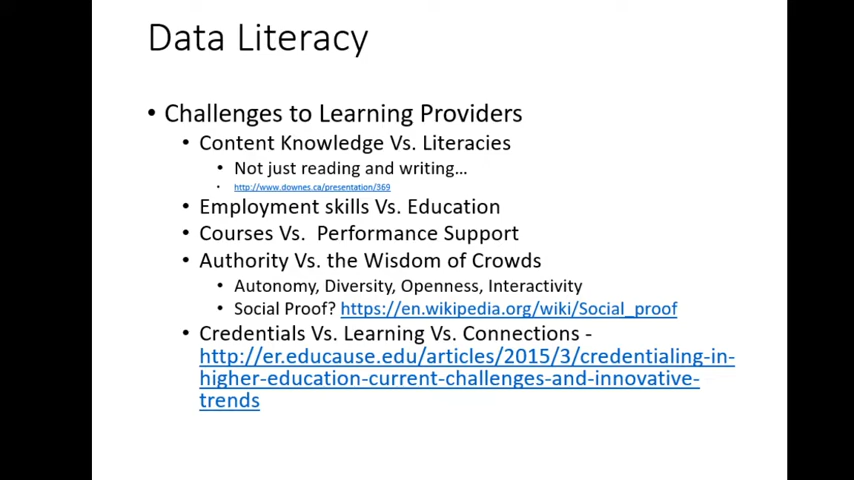 Data Literacy
• Challenges to Learning Providers
• Content Knowledge Vs. Literacies
• Not just reading and writing…
• http://www.downes.ca/presentation/369
• Employment skills Vs. Education
• Courses Vs.  Performance Support
• Authority Vs. the Wisdom of Crowds
• Autonomy, Diversity, Openness, Interactivity
• Social Proof? https://en.wikipedia.org/wiki/Social_proof
• Credentials Vs. Learning Vs. Connections -
http://er.educause.edu/articles/2015/3/credentialing-in-
higher-education-current-challenges-and-innovative-
trends